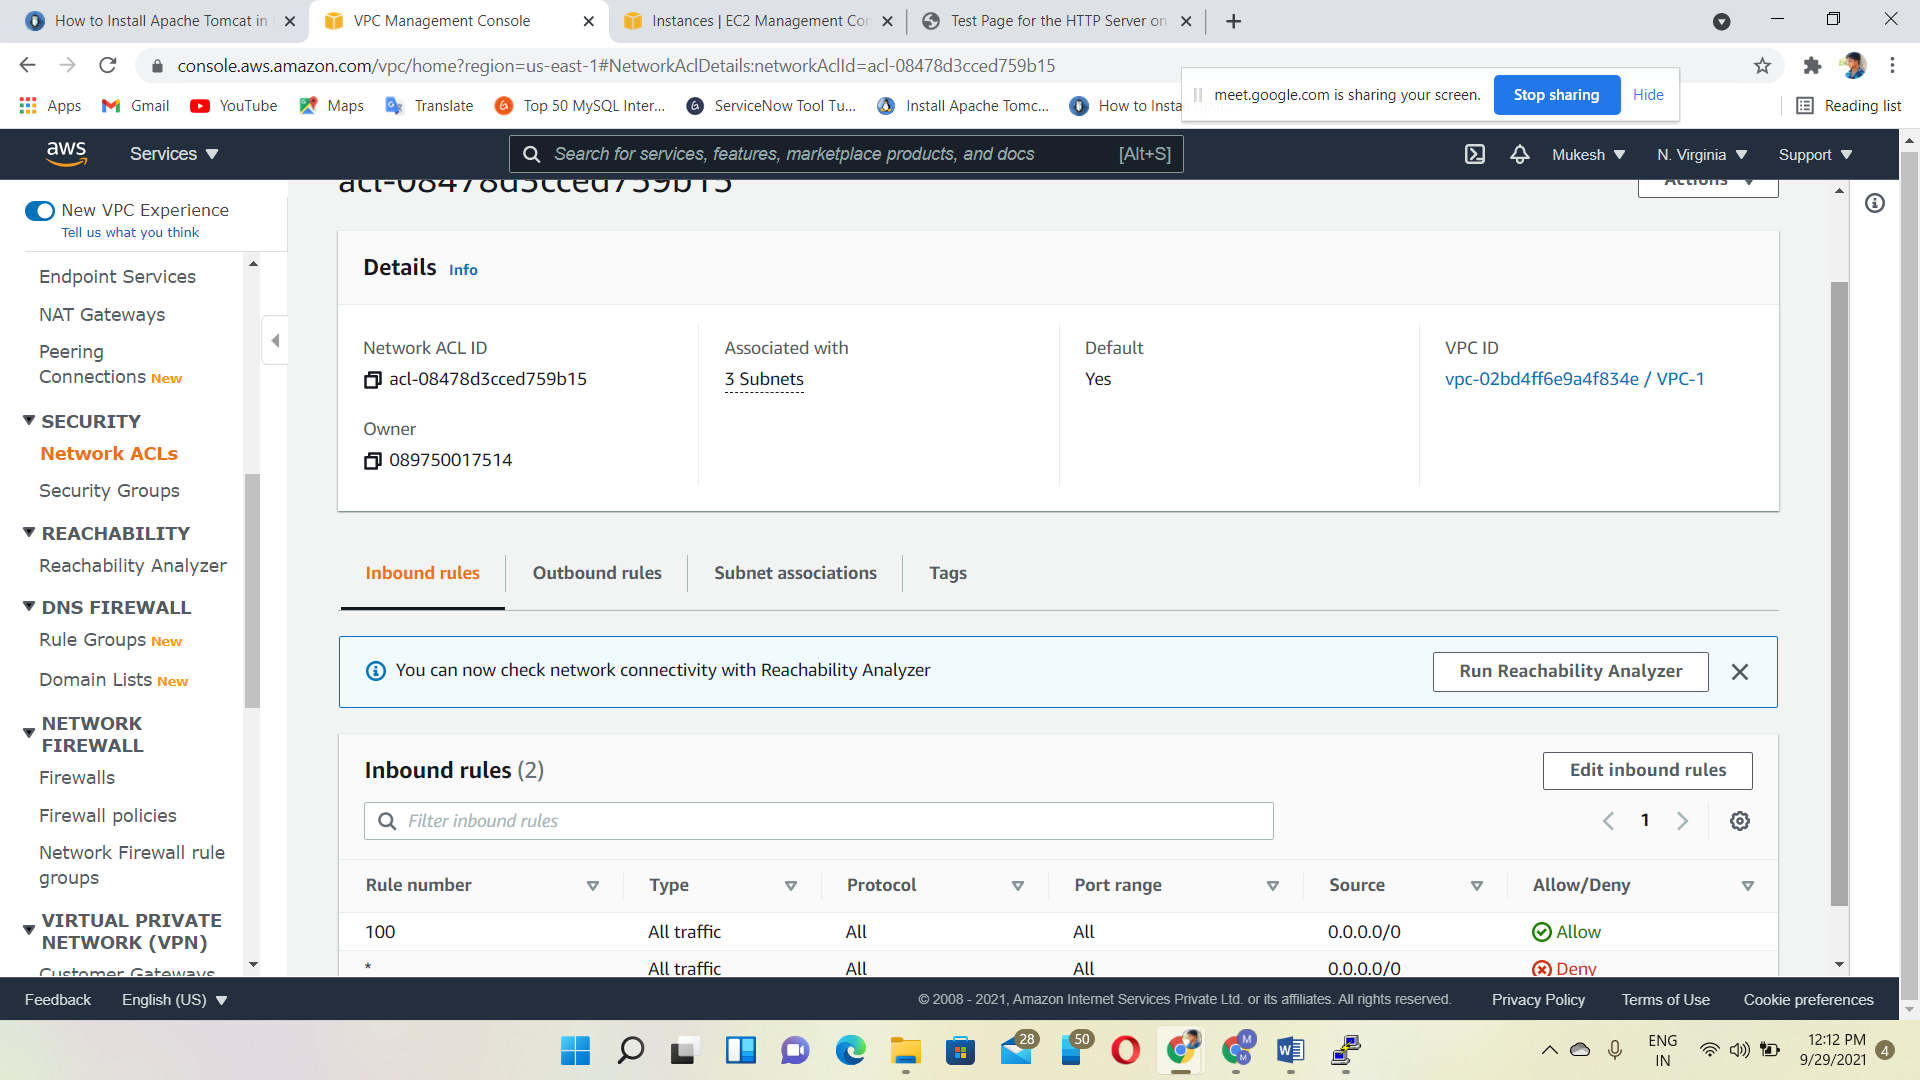 How to Install Apache Tomcat in
VPC Management Console
Instances | EC2 Management Con
Test Page for the HTTP Server on
console.aws.amazon.com/vpc/home?region=us-east-1#NetworkAclDetails:networkAclId=acl-08478d3cced759b15
meet.google.com is sharing your screen.
Stop sharing
Hide
Apps
Gmail
YouTube
Maps
Translate
Top 50 MySQL Inter...
ServiceNow Tool Tu...
Install Apache Tomc...
How to Insta
Reading list
aws
Services
Search for services, features, marketplace products, and docs
[Alt+S]
Mukesh
N. Virginia
Support
New VPC Experience
Tell us what you think
Endpoint Services
NAT Gateways
Peering
Connections New
SECURITY
Network ACLs
Security Groups
REACHABILITY
Reachability Analyzer
DNS FIREWALL
Rule Groups New
Domain Lists New
NETWORK
FIREWALL
Firewalls
Firewall policies
Network Firewall rule
groups
VIRTUAL PRIVATE
NETWORK (VPN)
Customer Gateways
acl-08478d3cced759b15
Actions
Details Info
Network ACL ID
acl-08478d3cced759b15
Owner
089750017514
Associated with
3 Subnets
Default
Yes
VPC ID
vpc-02bd4ff6e9a4f834e / VPC-1
Inbound rules
Outbound rules
Subnet associations
Tags
You can now check network connectivity with Reachability Analyzer
Run Reachability Analyzer
Inbound rules (2)
Edit inbound rules
Filter inbound rules
1
Rule number Type Protocol Port range Source Allow/Deny
100 All traffic All All 0.0.0.0/0 Allow
* All traffic All All 0.0.0.0/0 Deny
Feedback
English (US)
© 2008 - 2021, Amazon Internet Services Private Ltd. or its affiliates. All rights reserved.
Privacy Policy
Terms of Use
Cookie preferences
28
50
M
M
ENG
IN
12:12 PM
9/29/2021
4